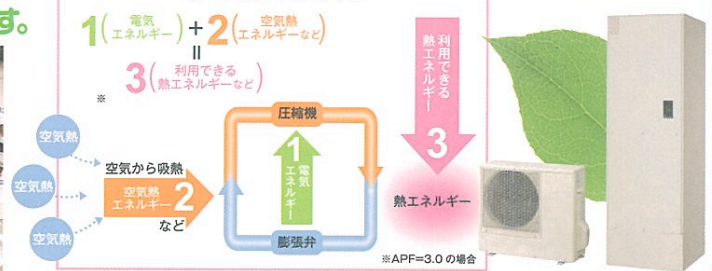 す。
1(電気エネルギー)+2(空気熱エネルギーなど)
=
3(利用できる熱エネルギーなど)
※
空気熱
空気熱
空気熱
空気から吸熱
空気熱エネルギー 2
など
圧縮機
1 電気エネルギー
膨張弁
利用できる熱エネルギー
3
熱エネルギー
※APF=3.0 の場合